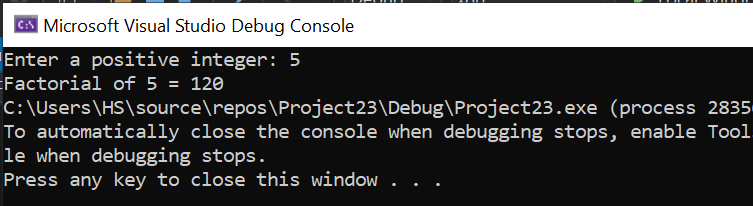 Microsoft Visual Studio Debug Console
Enter a positive integer: 5
Factorial of 5 = 120
C:\Users\HS\source\repos\Project23\Debug\Project23.exe (process 2835
To automatically close the console when debugging stops, enable Tool
le when debugging stops.
Press any key to close this window . . .